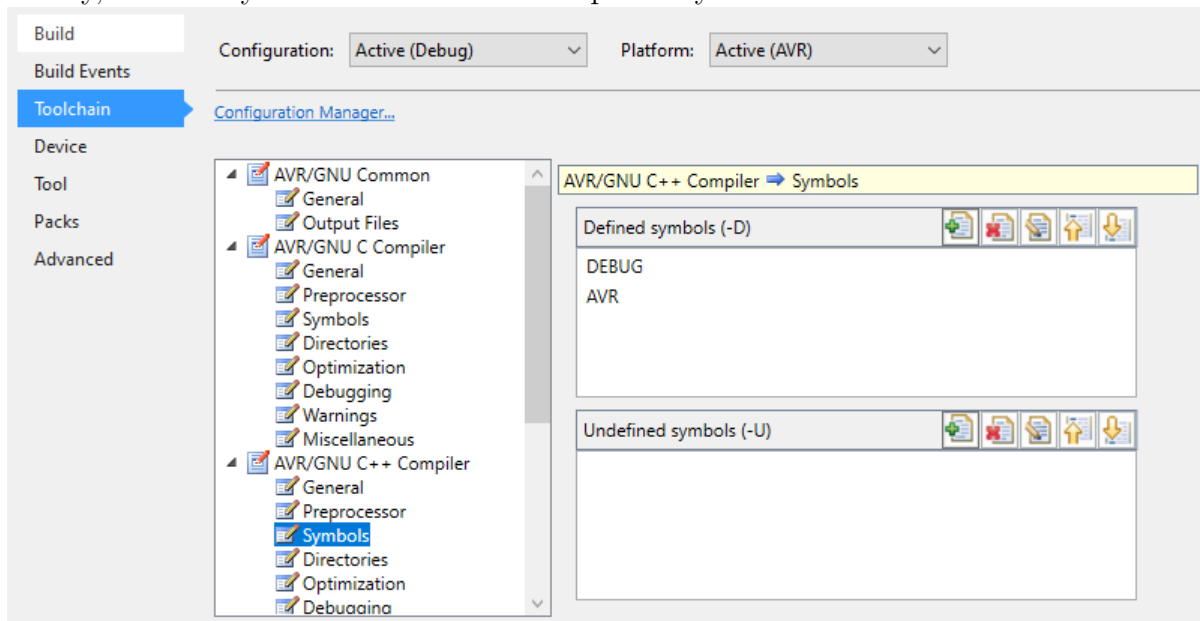 Build
Build Events
Toolchain
Device
Tool
Packs
Advanced
Configuration: Active (Debug) Platform: Active (AVR)
Configuration Manager...
AVR/GNU Common
General
Output Files
AVR/GNU C Compiler
General
Preprocessor
Symbols
Directories
Optimization
Debugging
Warnings
Miscellaneous
AVR/GNU C++ Compiler
General
Preprocessor
Symbols
Directories
Optimization
Debugging
AVR/GNU C++ Compiler ➡ Symbols
Defined symbols (-D)
DEBUG
AVR
Undefined symbols (-U)